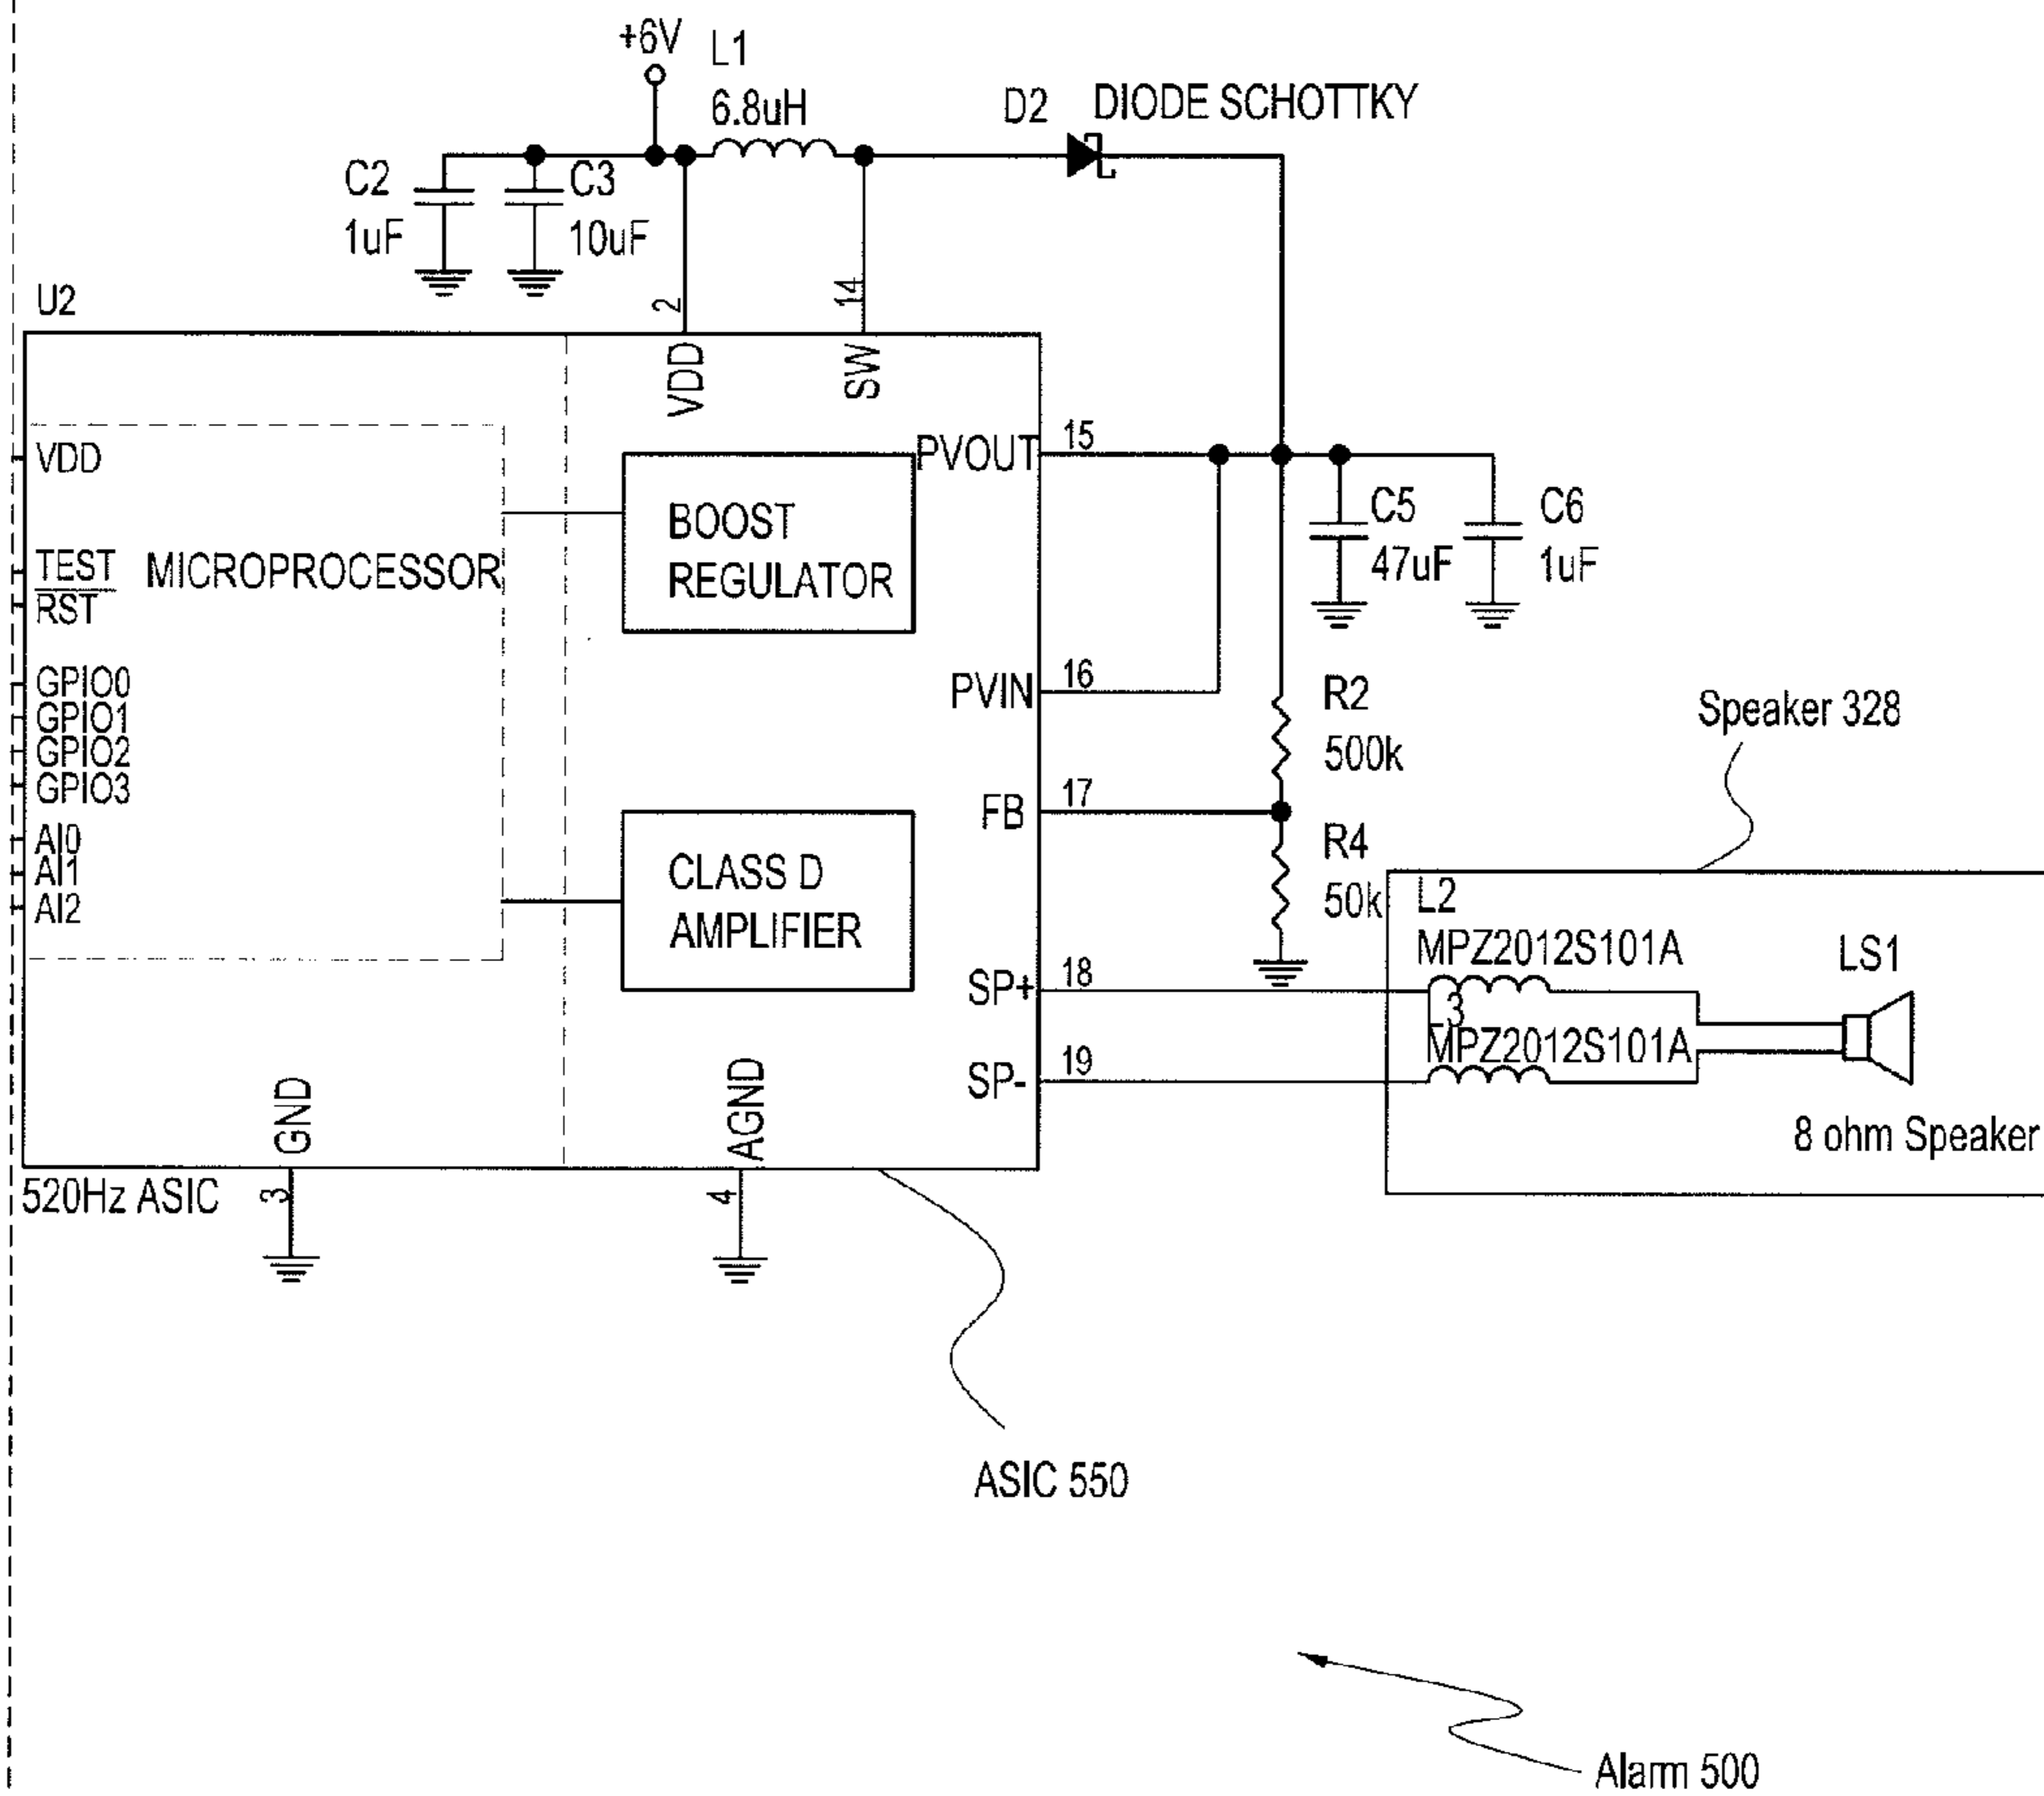 +6V
L1
6.8uH
D2
DIODE SCHOTTKY
C2
1uF
C3
10uF
U2
2
14
VDD
SW
VDD
TEST
RST
MICROPROCESSOR
GPIO0
GPIO1
GPIO2
GPIO3
AI0
AI1
AI2
BOOST
REGULATOR
CLASS D
AMPLIFIER
PVOUT
15
PVIN
16
FB
17
SP+
18
SP-
19
C5
47uF
C6
1uF
R2
500k
R4
50k
Speaker 328
L2
MPZ2012S101A
LS1
L3
MPZ2012S101A
8 ohm Speaker
GND
AGND
520Hz ASIC
3
4
ASIC 550
Alarm 500